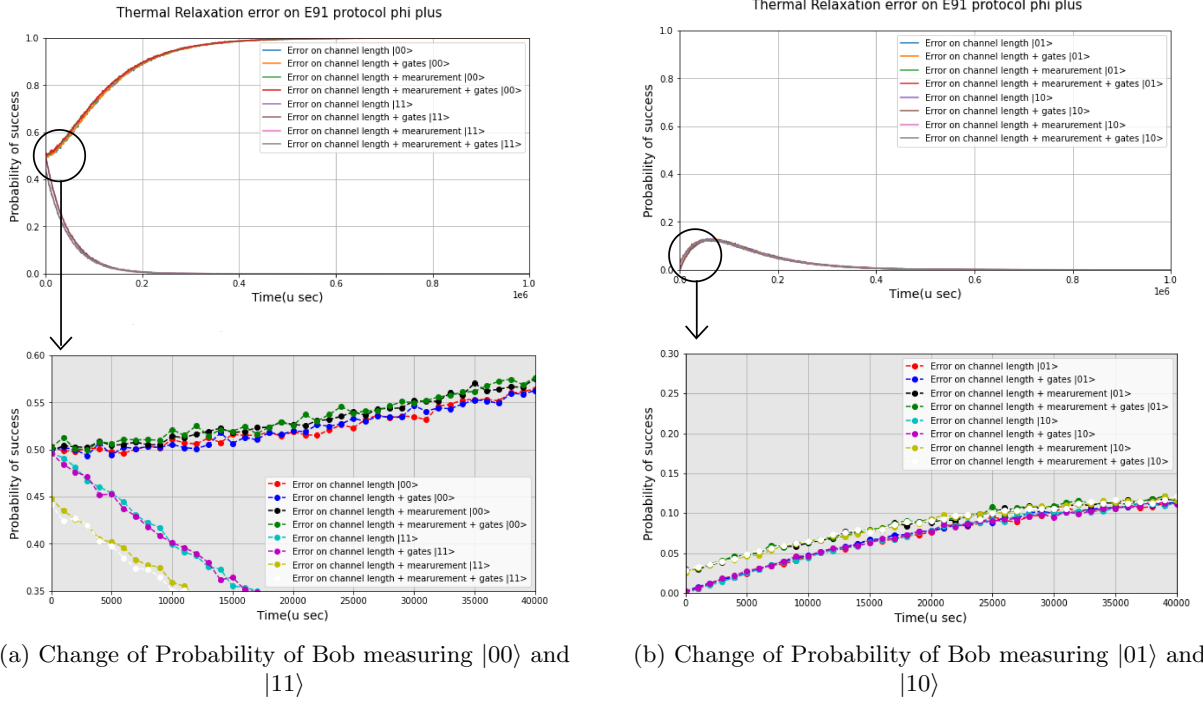 Thermal Relaxation error on E91 protocol phi plus
Probability of success
1.0
0.8
0.6
0.4
0.2
0.0
Error on channel length |00>
Error on channel length + gates |00>
Error on channel length + mearurement |00>
Error on channel length + mearurement + gates |00>
Error on channel length |11>
Error on channel length + gates |11>
Error on channel length + mearurement |11>
Error on channel length + mearurement + gates |11>
0.0 0.2 0.4 0.6 0.8 1.0
1e6
Time(u sec)
Probability of success
0.60
0.55
0.50
0.45
0.40
0.35
Error on channel length |00>
Error on channel length + gates |00>
Error on channel length + mearurement |00>
Error on channel length + mearurement + gates |00>
Error on channel length |11>
Error on channel length + gates |11>
Error on channel length + mearurement |11>
Error on channel length + mearurement + gates |11>
0 5000 10000 15000 20000 25000 30000 35000 40000
Time(u sec)
(a) Change of Probability of Bob measuring |00⟩ and
|11⟩
Thermal Relaxation error on E91 protocol phi plus
Probability of success
1.0
0.8
0.6
0.4
0.2
0.0
Error on channel length |01>
Error on channel length + gates |01>
Error on channel length + mearurement |01>
Error on channel length + mearurement + gates |01>
Error on channel length |10>
Error on channel length + gates |10>
Error on channel length + mearurement |10>
Error on channel length + mearurement + gates |10>
0.0 0.2 0.4 0.6 0.8 1.0
1e6
Time(u sec)
Probability of success
0.30
0.25
0.20
0.15
0.10
0.05
0.00
Error on channel length |01>
Error on channel length + gates |01>
Error on channel length + mearurement |01>
Error on channel length + mearurement + gates |01>
Error on channel length |10>
Error on channel length + gates |10>
Error on channel length + mearurement |10>
Error on channel length + mearurement + gates |10>
0 5000 10000 15000 20000 25000 30000 35000 40000
Time(u sec)
(b) Change of Probability of Bob measuring |01⟩ and
|10⟩